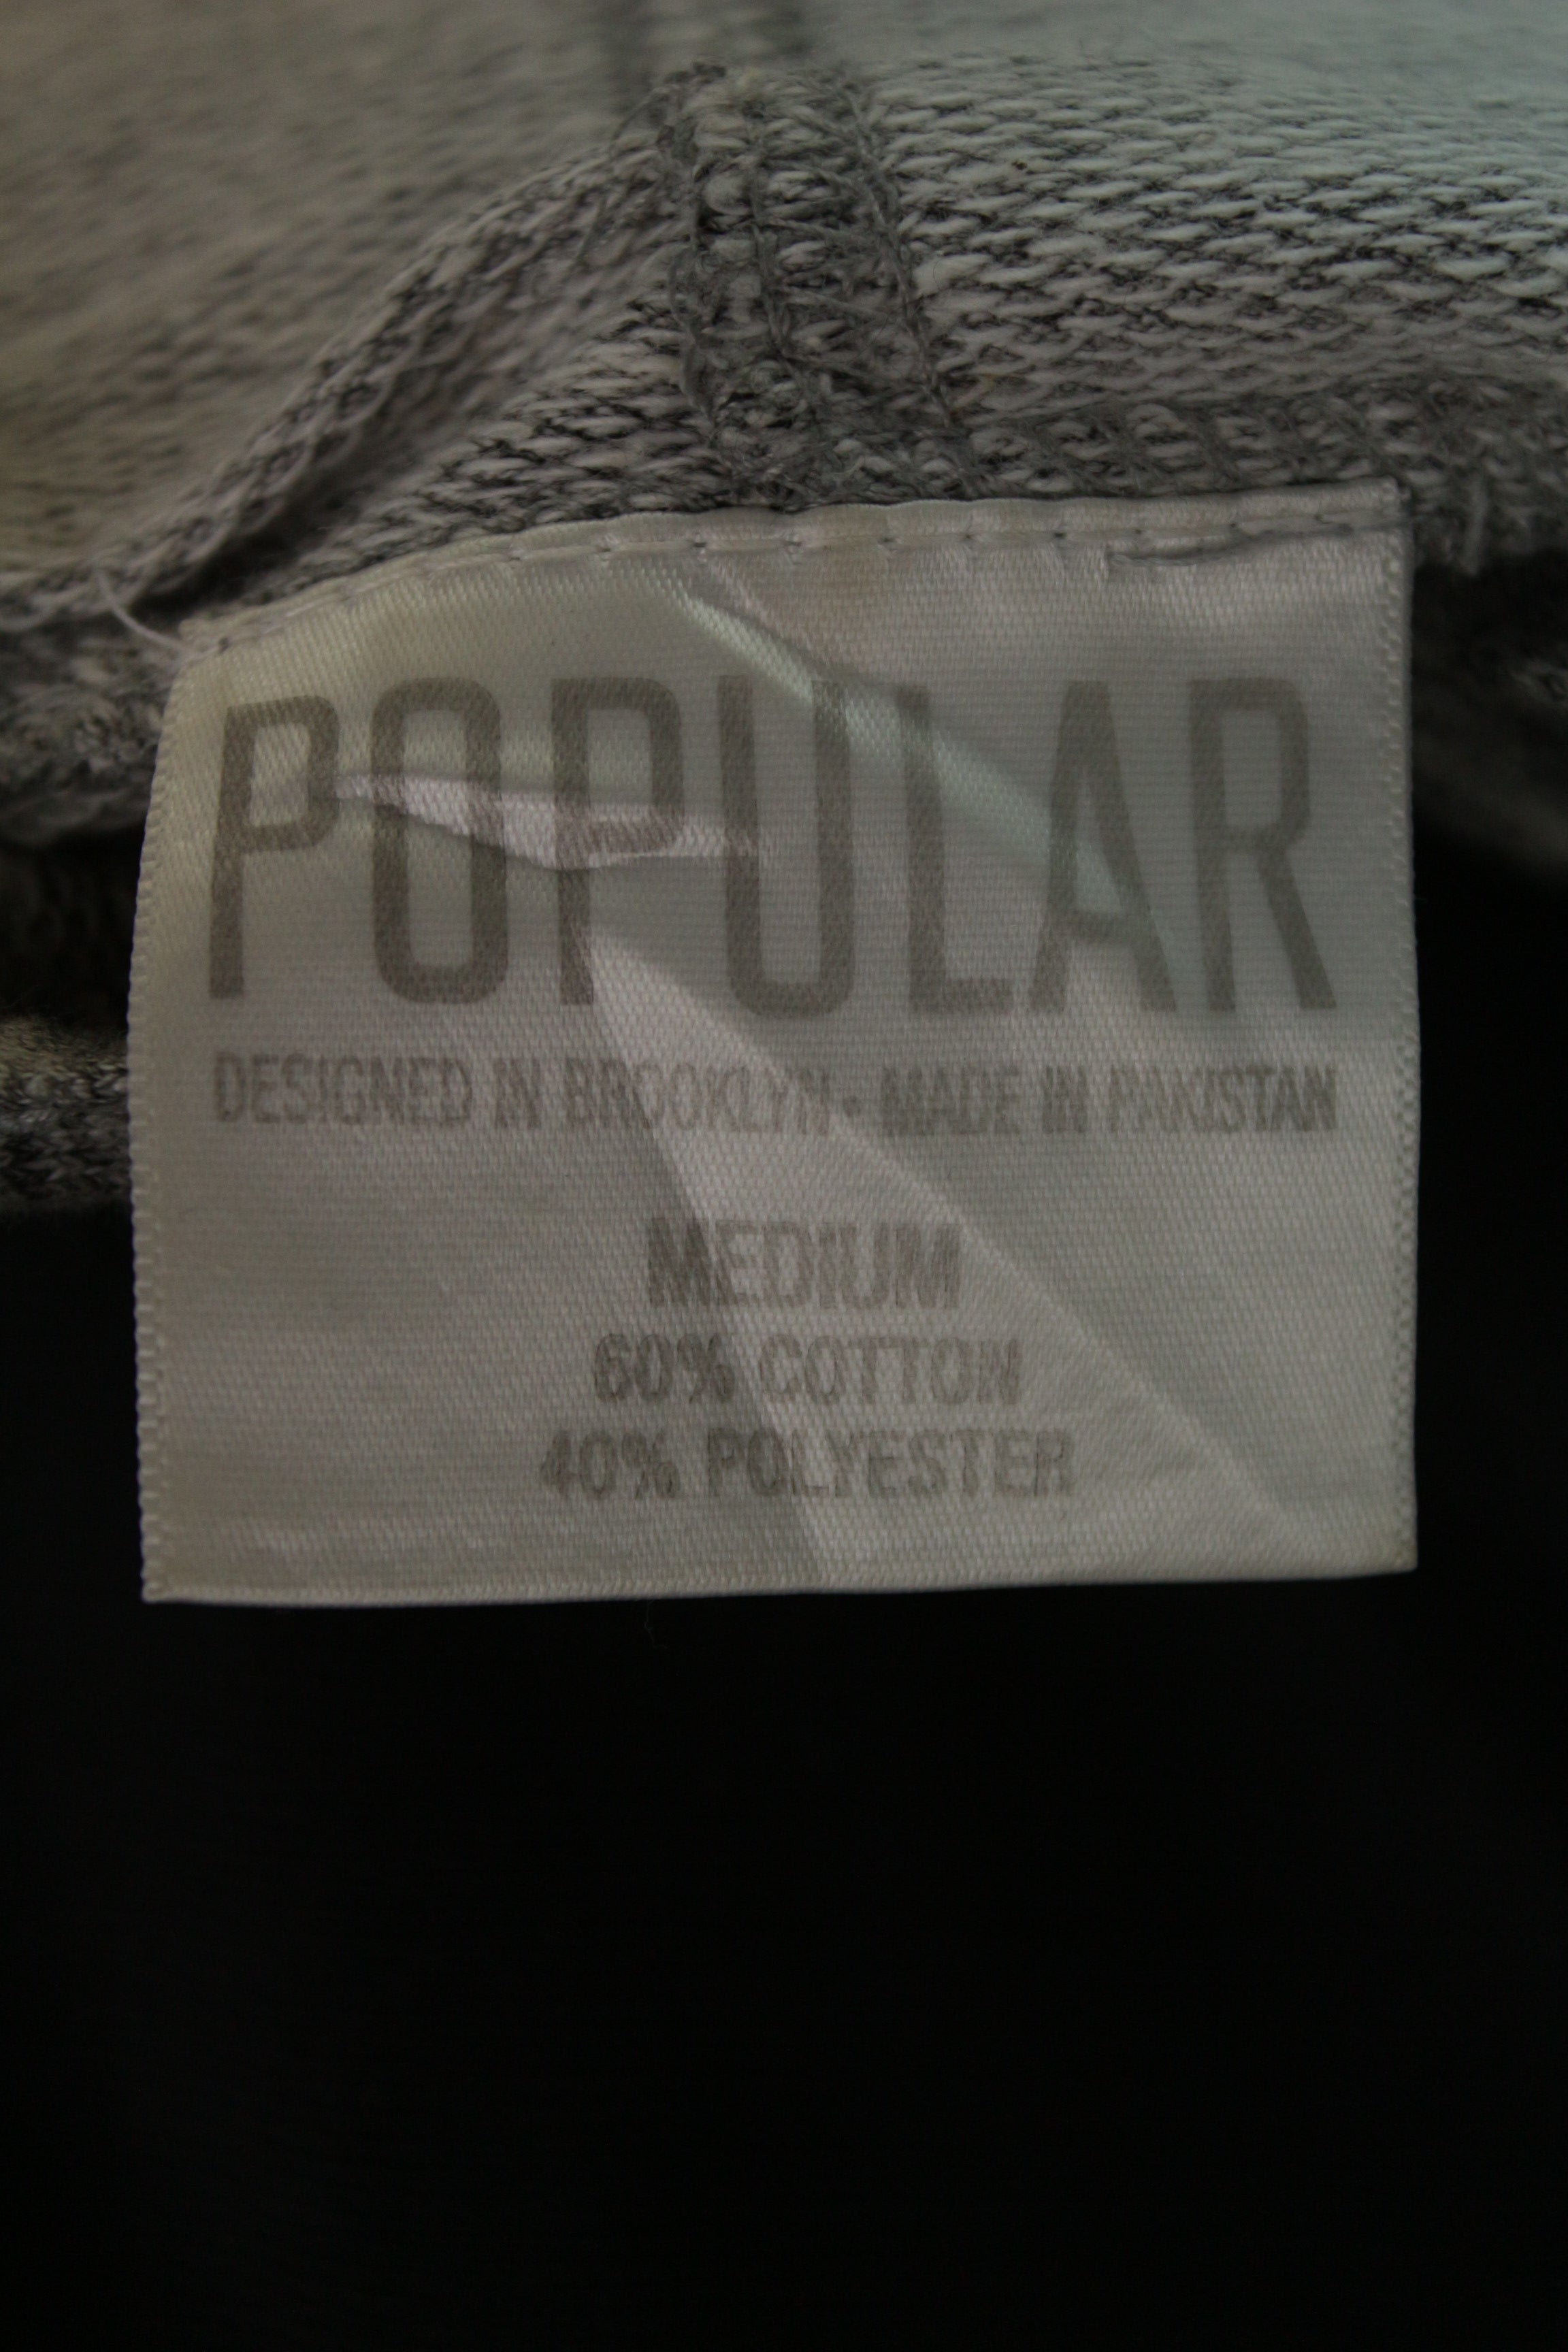 POPULAR
DESIGNED IN BROOKLYN - MADE IN PAKISTAN
MEDIUM
60% COTTON
40% POLYESTER